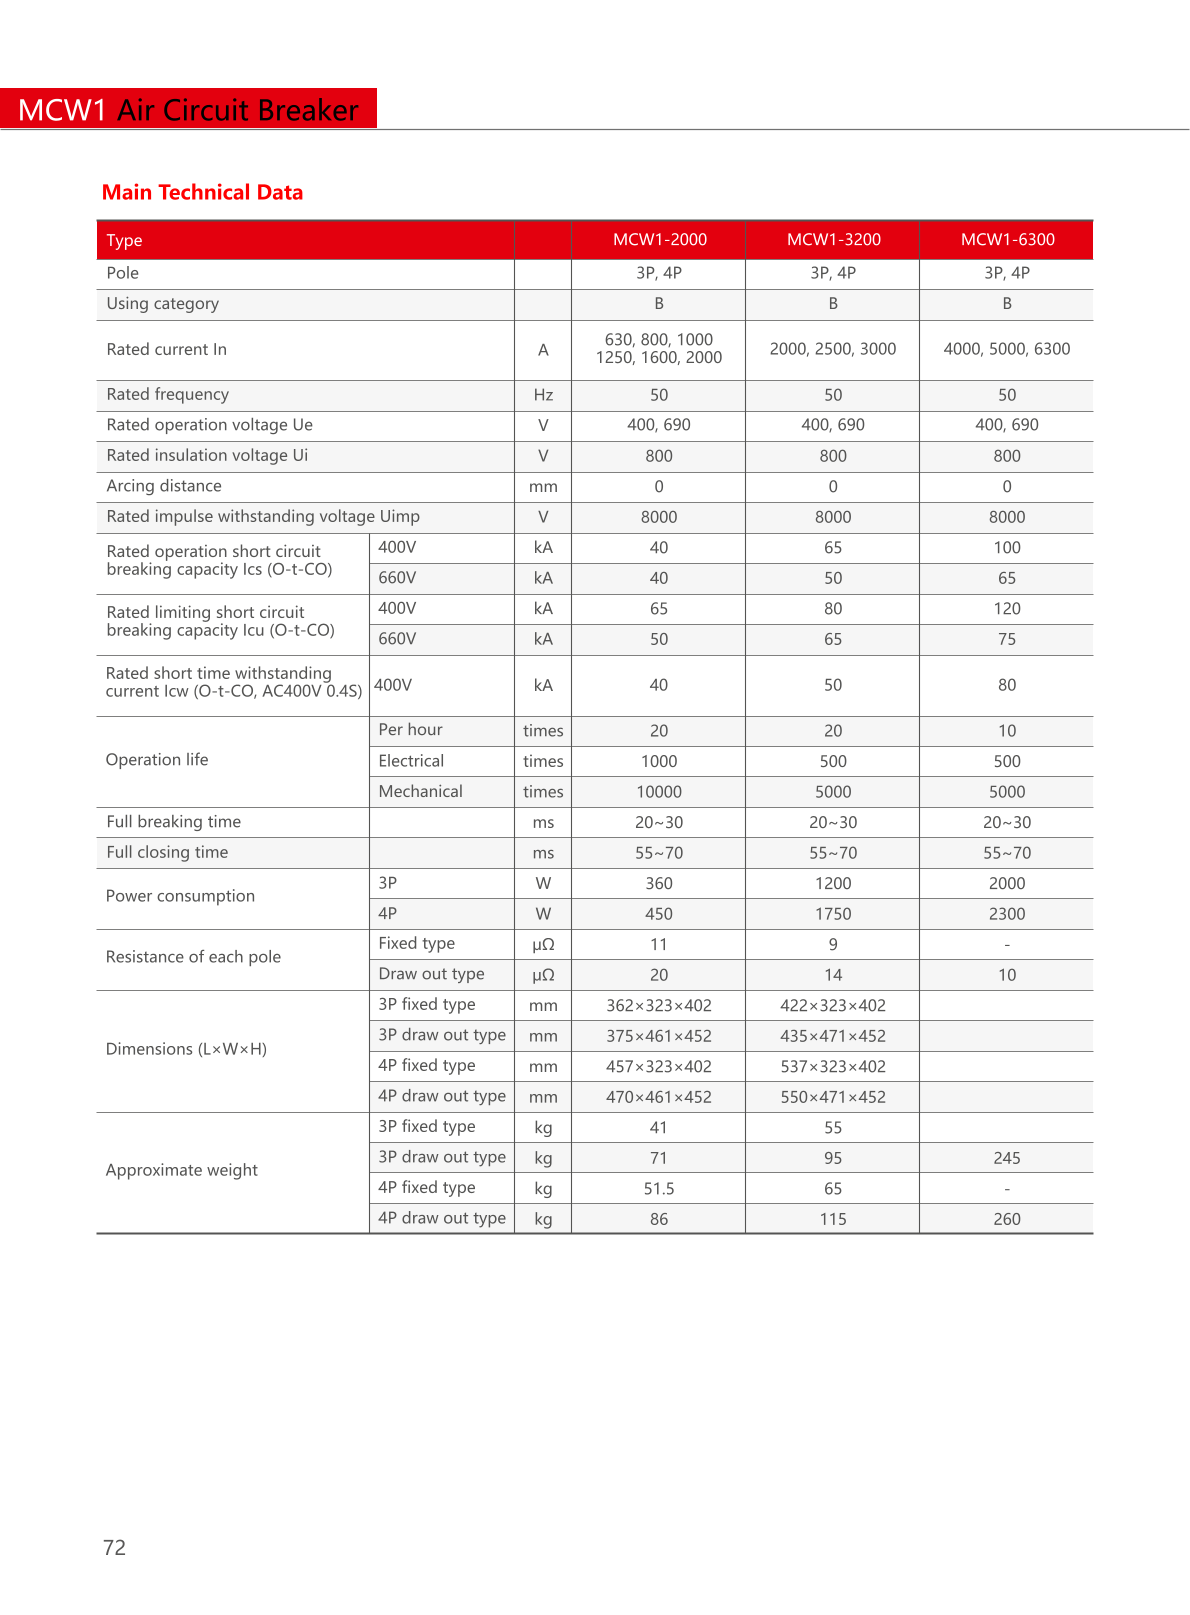 MCW1 Air Circuit Breaker
Main Technical Data
Type MCW1-2000 MCW1-3200 MCW1-6300
Pole 3P, 4P 3P, 4P 3P, 4P
Using category B B B
Rated current In A 630, 800, 1000 1250, 1600, 2000 2000, 2500, 3000 4000, 5000, 6300
Rated frequency Hz 50 50 50
Rated operation voltage Ue V 400, 690 400, 690 400, 690
Rated insulation voltage Ui V 800 800 800
Arcing distance mm 0 0 0
Rated impulse withstanding voltage Uimp V 8000 8000 8000
Rated operation short circuit
breaking capacity Ics (O-t-CO)
400V kA 40 65 100
660V kA 40 50 65
Rated limiting short circuit
breaking capacity Icu (O-t-CO)
400V kA 65 80 120
660V kA 50 65 75
Rated short time withstanding
current Icw (O-t-CO, AC400V 0.4S) 400V kA 40 50 80
Operation life
Per hour times 20 20 10
Electrical times 1000 500 500
Mechanical times 10000 5000 5000
Full breaking time ms 20~30 20~30 20~30
Full closing time ms 55~70 55~70 55~70
Power consumption
3P W 360 1200 2000
4P W 450 1750 2300
Resistance of each pole
Fixed type μΩ 11 9 -
Draw out type μΩ 20 14 10
Dimensions (L×W×H)
3P fixed type mm 362×323×402 422×323×402
3P draw out type mm 375×461×452 435×471×452
4P fixed type mm 457×323×402 537×323×402
4P draw out type mm 470×461×452 550×471×452
Approximate weight
3P fixed type kg 41 55
3P draw out type kg 71 95 245
4P fixed type kg 51.5 65 -
4P draw out type kg 86 115 260
72